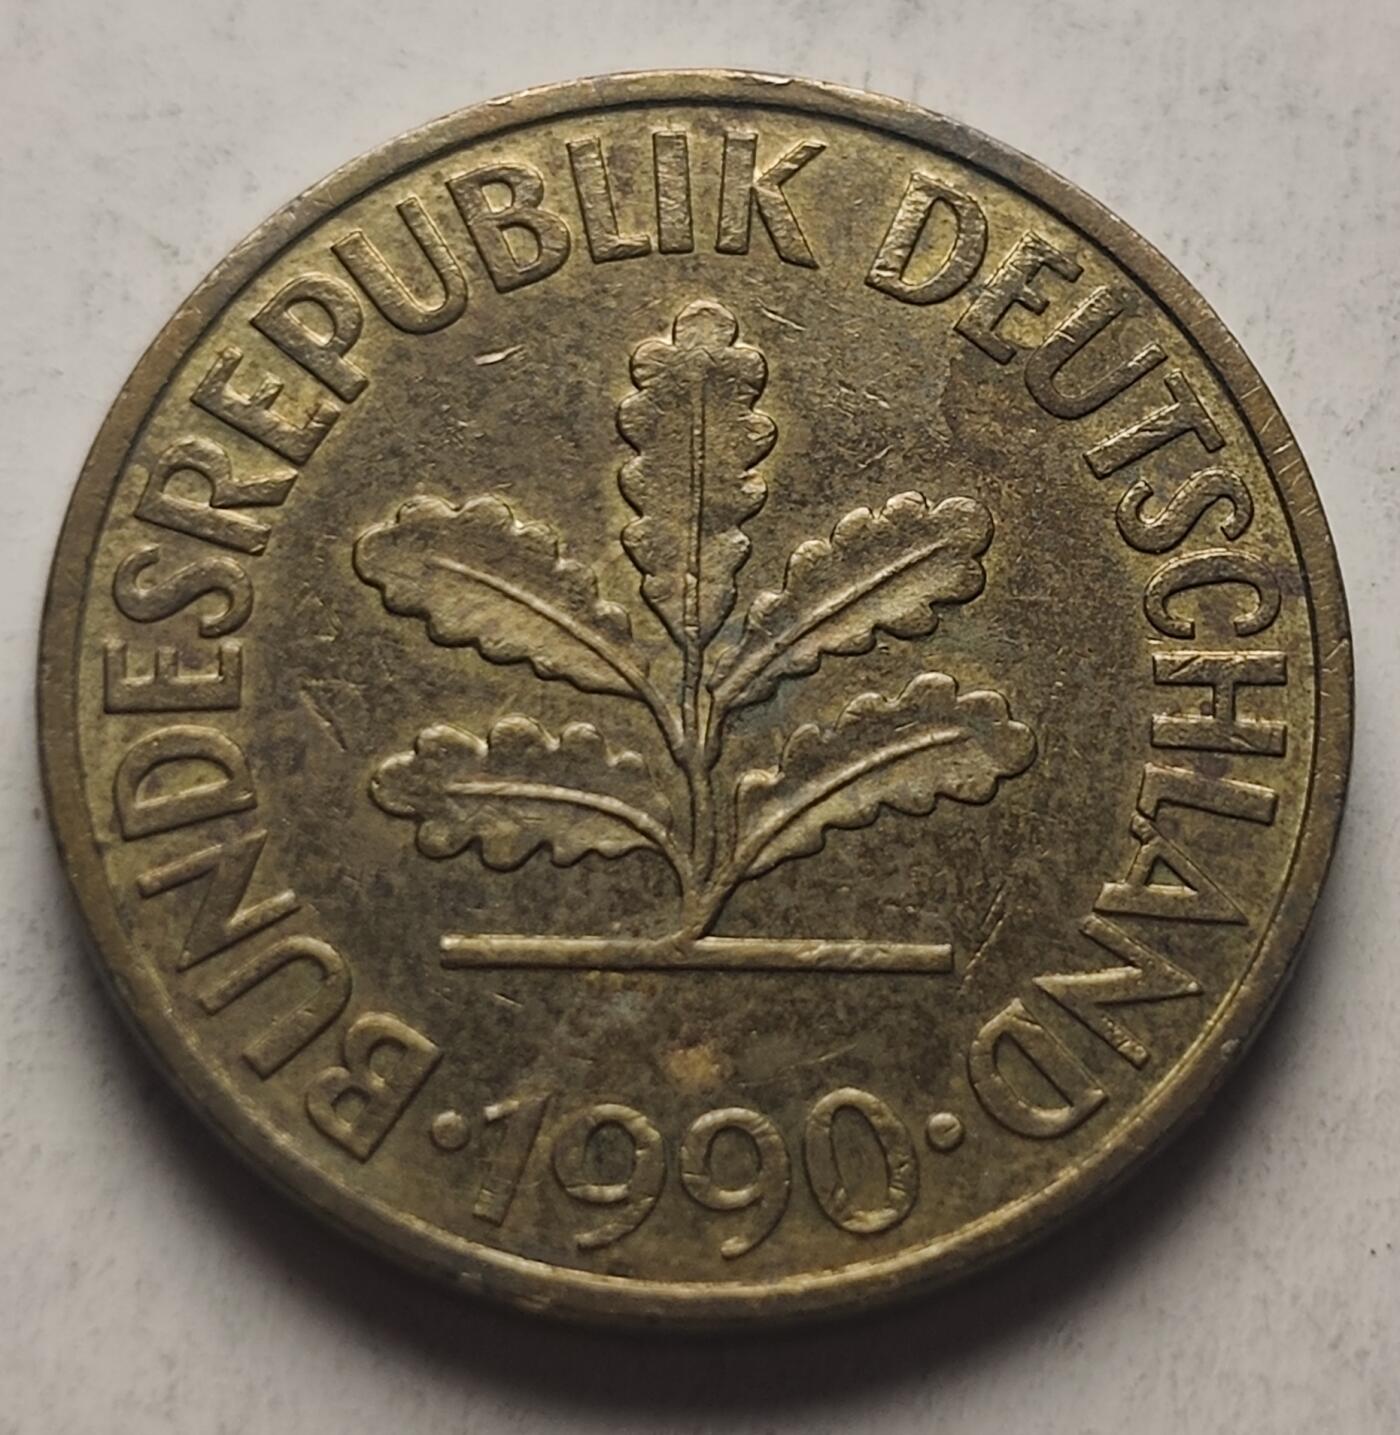 BUNDESREPUBLIK DEUTSCHLAND
·1990·